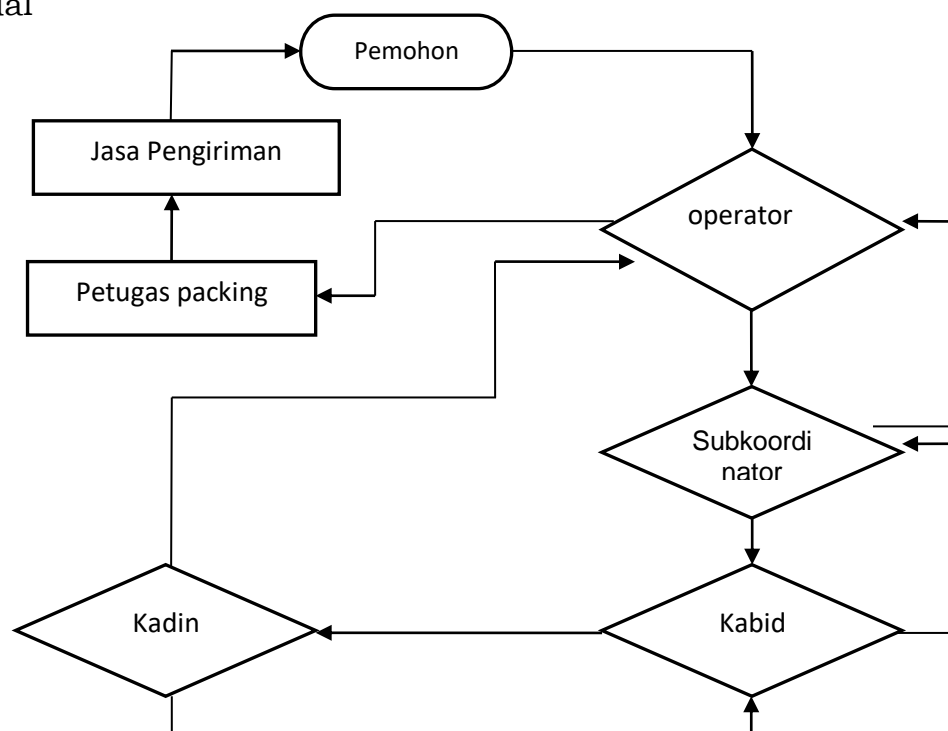 Pemohon
Jasa Pengiriman
operator
Petugas packing
Subkoordi
nator
Kadin
Kabid